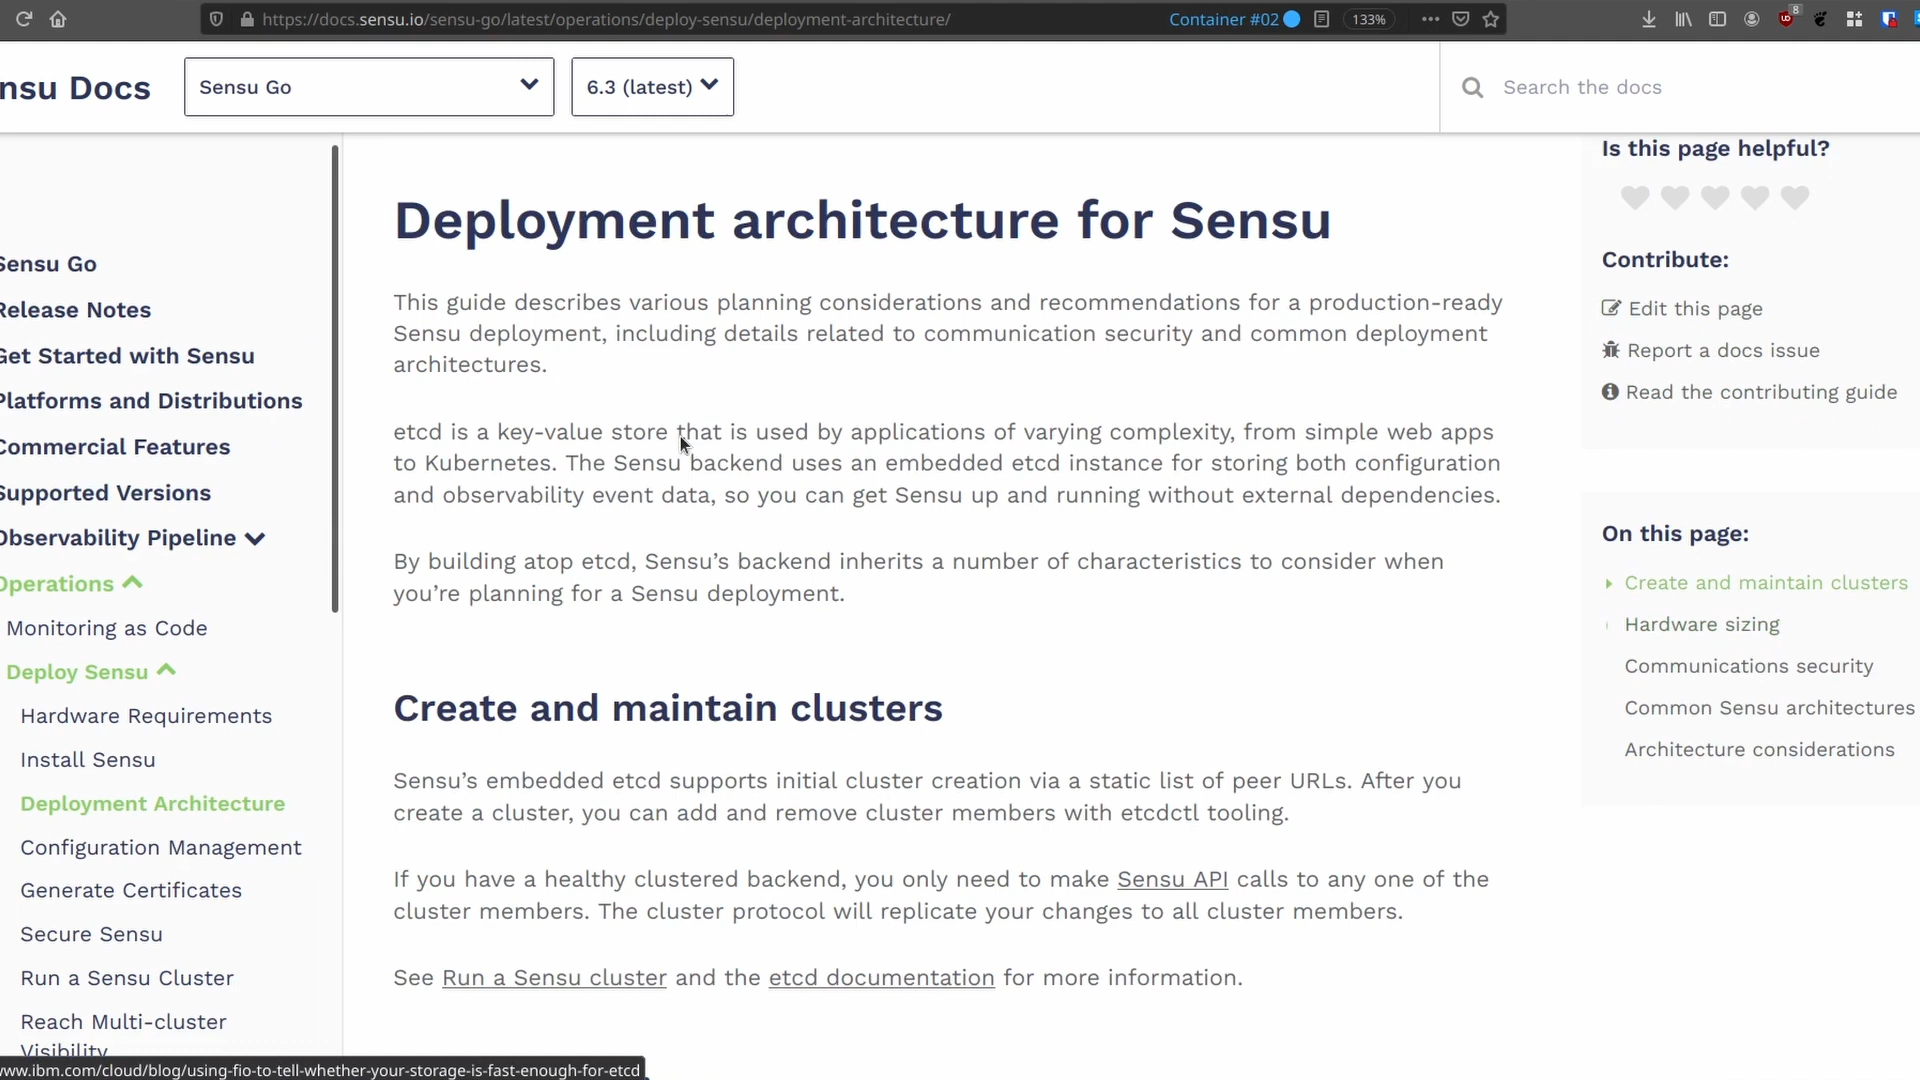 https://docs.sensu.io/sensu-go/latest/operations/deploy-sensu/deployment-architecture/
Container #02
133%
8
nsu Docs
Sensu Go
6.3 (latest)
Search the docs
Sensu Go
Release Notes
Get Started with Sensu
Platforms and Distributions
Commercial Features
Supported Versions
Observability Pipeline
Operations
Monitoring as Code
Deploy Sensu
Hardware Requirements
Install Sensu
Deployment Architecture
Configuration Management
Generate Certificates
Secure Sensu
Run a Sensu Cluster
Reach Multi-cluster
Visibility
Deployment architecture for Sensu
This guide describes various planning considerations and recommendations for a production-ready
Sensu deployment, including details related to communication security and common deployment
architectures.
etcd is a key-value store that is used by applications of varying complexity, from simple web apps
to Kubernetes. The Sensu backend uses an embedded etcd instance for storing both configuration
and observability event data, so you can get Sensu up and running without external dependencies.
By building atop etcd, Sensu’s backend inherits a number of characteristics to consider when
you’re planning for a Sensu deployment.
Create and maintain clusters
Sensu’s embedded etcd supports initial cluster creation via a static list of peer URLs. After you
create a cluster, you can add and remove cluster members with etcdctl tooling.
If you have a healthy clustered backend, you only need to make Sensu API calls to any one of the
cluster members. The cluster protocol will replicate your changes to all cluster members.
See Run a Sensu cluster and the etcd documentation for more information.
Is this page helpful?
Contribute:
Edit this page
Report a docs issue
Read the contributing guide
On this page:
Create and maintain clusters
Hardware sizing
Communications security
Common Sensu architectures
Architecture considerations
www.ibm.com/cloud/blog/using-fio-to-tell-whether-your-storage-is-fast-enough-for-etcd